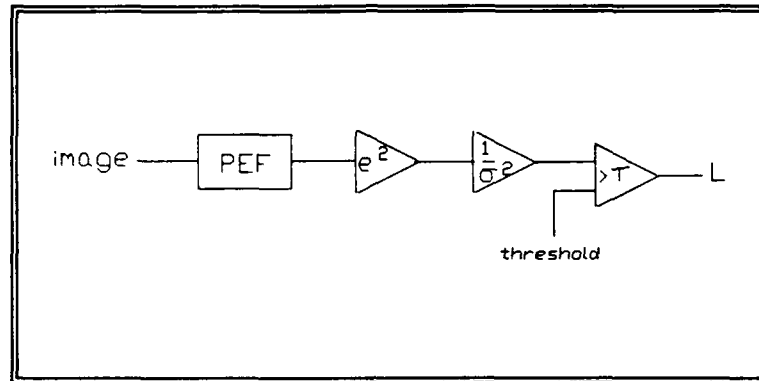 image
PEF
e²
1/σ²
>T
L
threshold